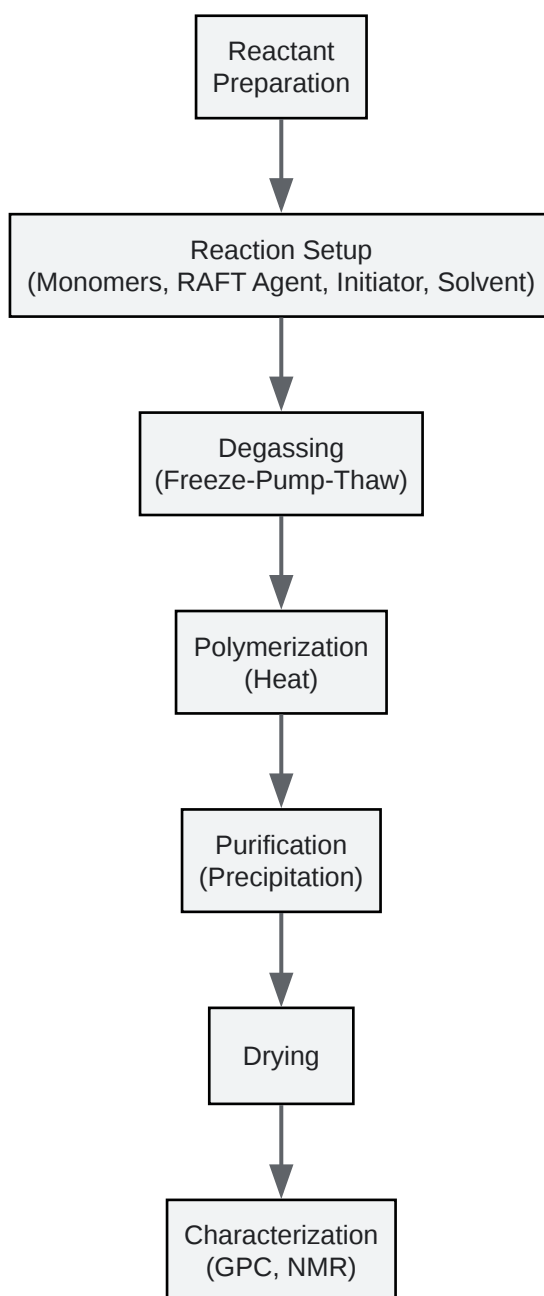 Reactant
Preparation
Reaction Setup
(Monomers, RAFT Agent, Initiator, Solvent)
Degassing
(Freeze-Pump-Thaw)
Polymerization
(Heat)
Purification
(Precipitation)
Drying
Characterization
(GPC, NMR)